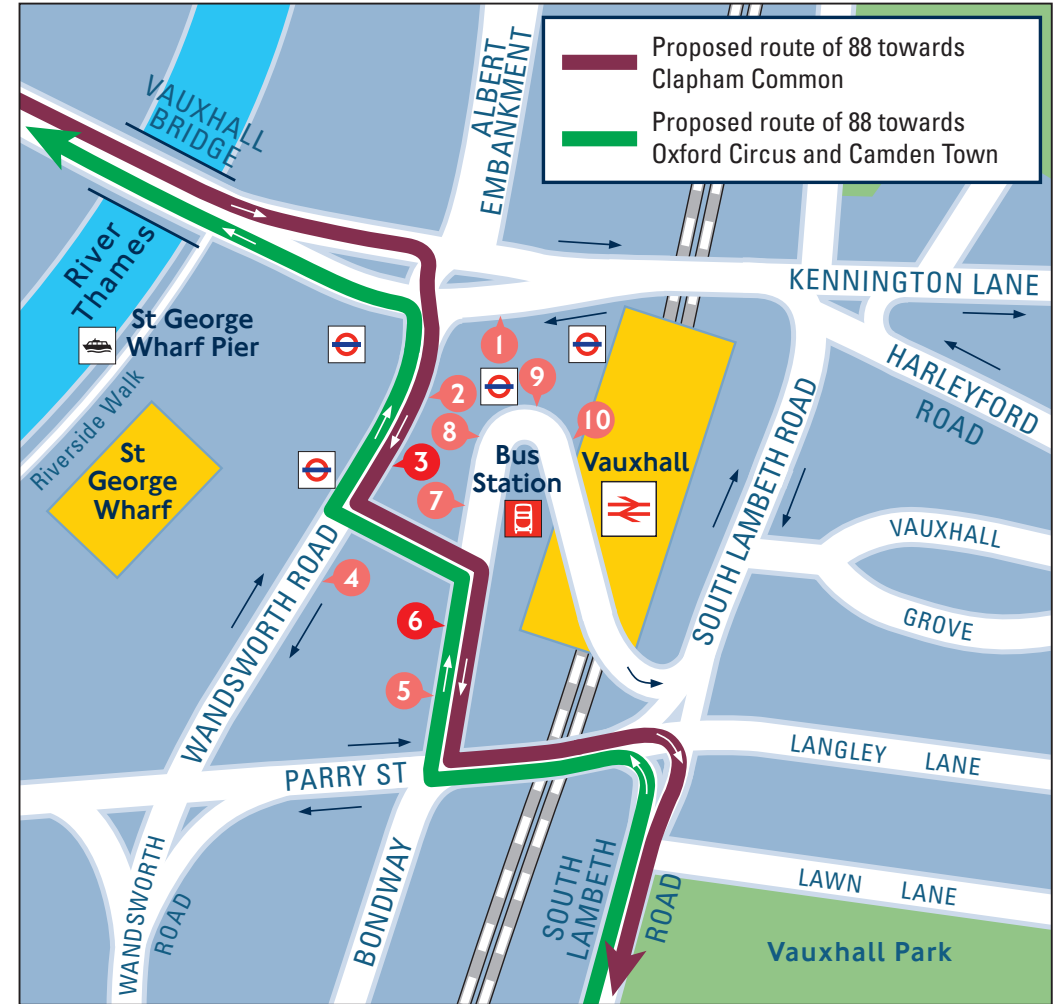 Proposed route of 88 towards
Clapham Common
Proposed route of 88 towards
Oxford Circus and Camden Town
ALBERT
EMBANKMENT
VAUXHALL
BRIDGE
River
Thames
St George
Wharf Pier
Riverside Walk
St
George
Wharf
KENNINGTON LANE
HARLEYFORD
ROAD
1
2
3
4
5
6
7
8
9
10
Bus
Station
Vauxhall
SOUTH LAMBETH ROAD
VAUXHALL
GROVE
WANDSWORTH ROAD
PARRY ST
LANGLEY LANE
LAWN LANE
WANDSWORTH
ROAD
BONDWAY
SOUTH
LAMBETH
ROAD
Vauxhall Park